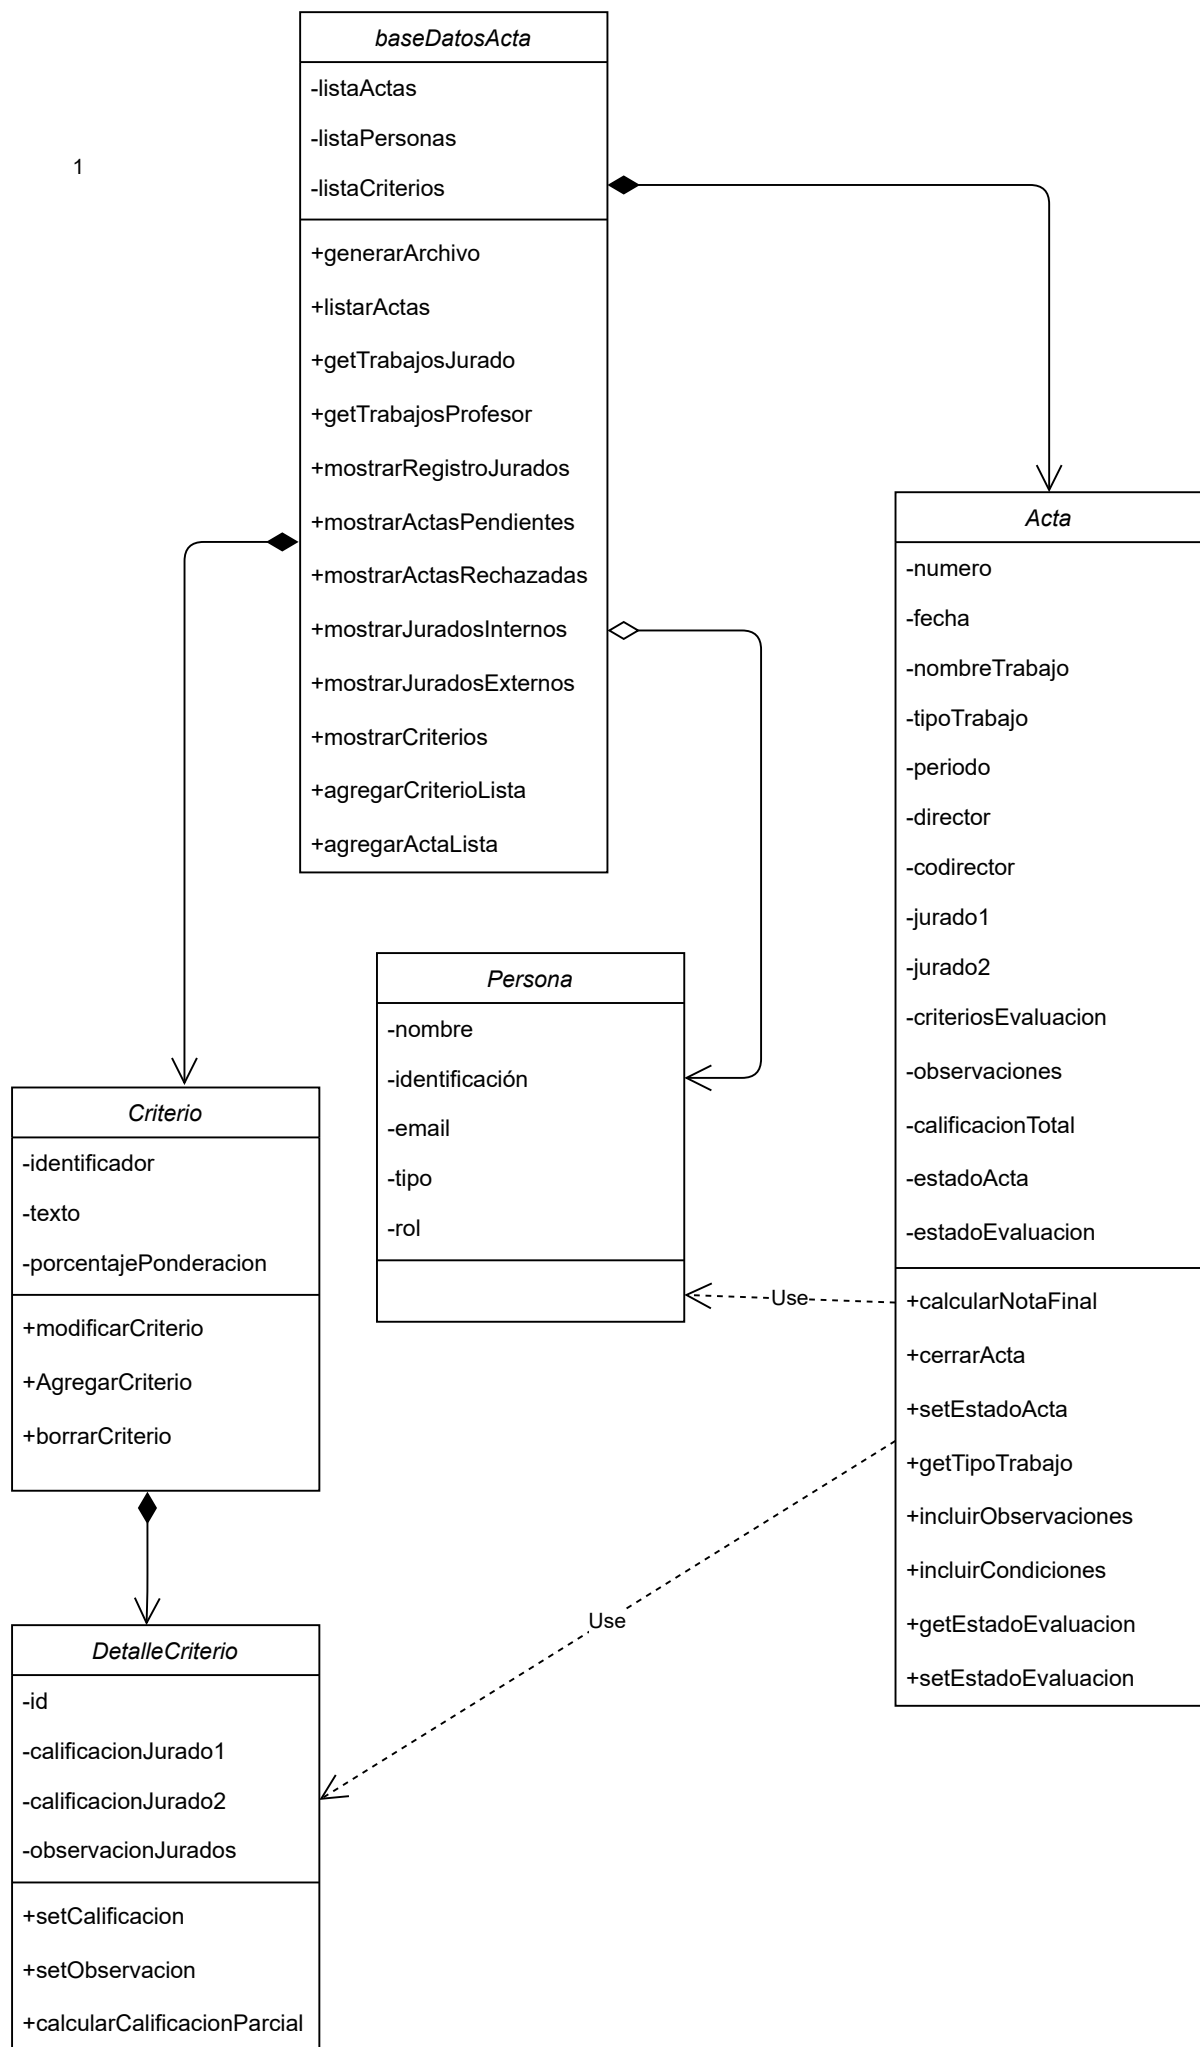 baseDatosActa
-listaActas
-listaPersonas
-listaCriterios
+generarArchivo
+listarActas
+getTrabajosJurado
+getTrabajosProfesor
+mostrarRegistroJurados
+mostrarActasPendientes
+mostrarActasRechazadas
+mostrarJuradosInternos
+mostrarJuradosExternos
+mostrarCriterios
+agregarCriterioLista
+agregarActaLista
1
Acta
-numero
-fecha
-nombreTrabajo
-tipoTrabajo
-periodo
-director
-codirector
-jurado1
-jurado2
-criteriosEvaluacion
-observaciones
-calificacionTotal
-estadoActa
-estadoEvaluacion
+calcularNotaFinal
+cerrarActa
+setEstadoActa
+getTipoTrabajo
+incluirObservaciones
+incluirCondiciones
+getEstadoEvaluacion
+setEstadoEvaluacion
Persona
-nombre
-identificación
-email
-tipo
-rol
Use
Criterio
-identificador
-texto
-porcentajePonderacion
+modificarCriterio
+AgregarCriterio
+borrarCriterio
Use
DetalleCriterio
-id
-calificacionJurado1
-calificacionJurado2
-observacionJurados
+setCalificacion
+setObservacion
+calcularCalificacionParcial